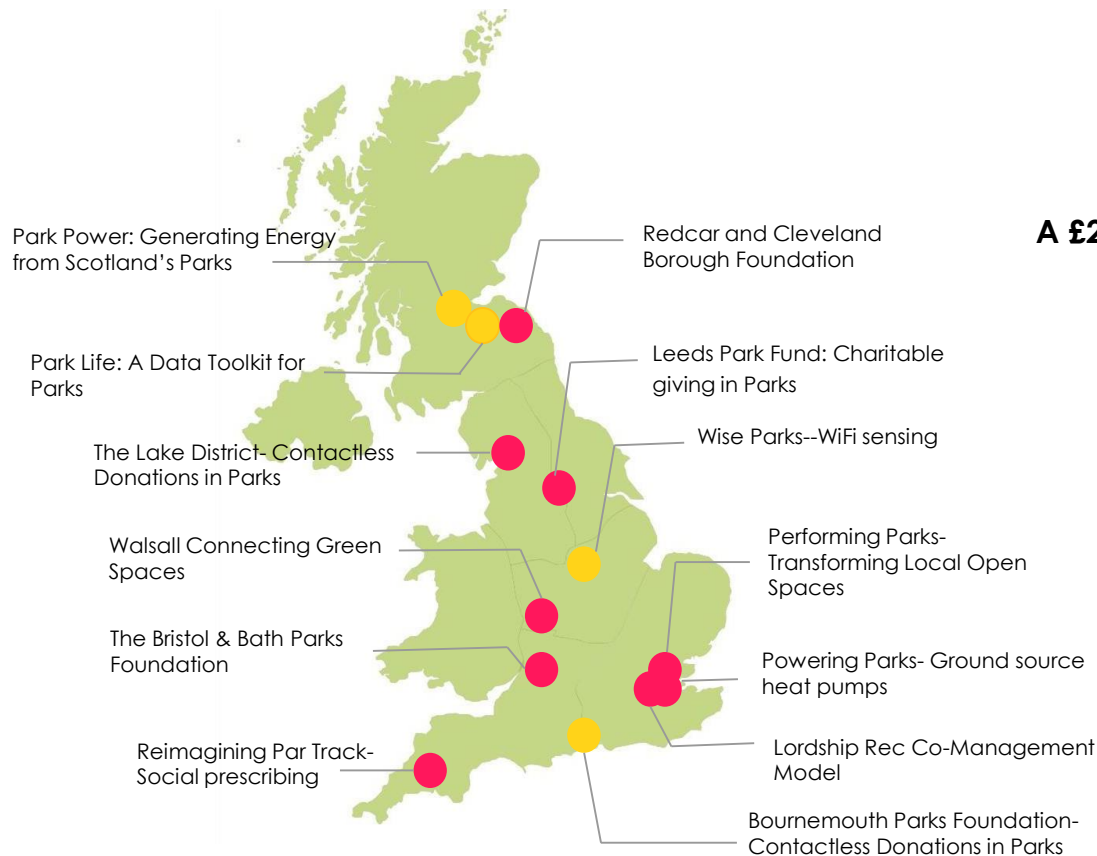 Park Power: Generating Energy
from Scotland's Parks
Redcar and Cleveland
Borough Foundation
A £2
Park Life: A Data Toolkit for
Parks
Leeds Park Fund: Charitable
giving in Parks
Wise Parks--WiFi sensing
The Lake District- Contactless
Donations in Parks
Walsall Connecting Green
Spaces
Performing Parks-
Transforming Local Open
Spaces
The Bristol & Bath Parks
Foundation
Powering Parks- Ground source
heat pumps
Reimagining Par Track-
Social prescribing
Lordship Rec Co-Management
Model
Bournemouth Parks Foundation-
Contactless Donations in Parks